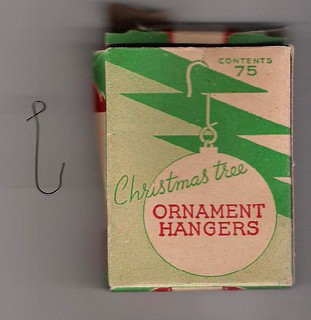 CONTENTS
75
Christmas tree
ORNAMENT
HANGERS